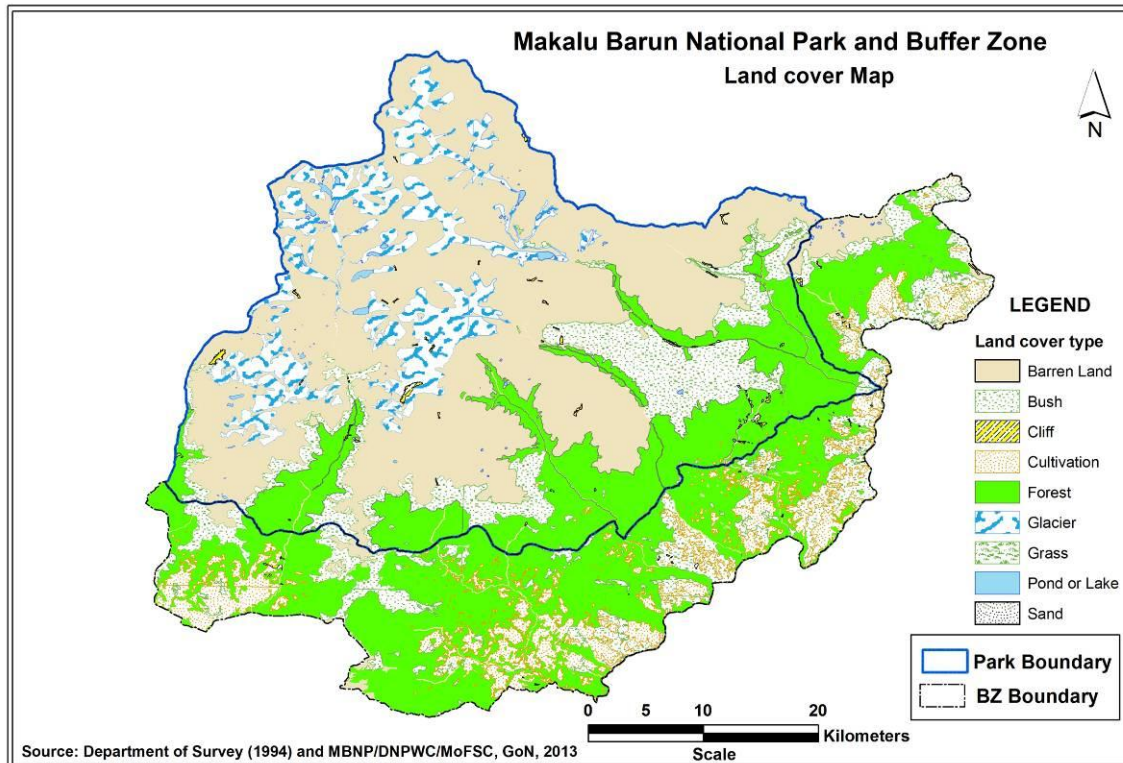 Makalu Barun National Park and Buffer Zone
Land cover Map
N
LEGEND
Land cover type
Barren Land
Bush
Cliff
Cultivation
Forest
Glacier
Grass
Pond or Lake
Sand
Park Boundary
BZ Boundary
0 5 10 20
Kilometers
Scale
Source: Department of Survey (1994) and MBNP/DNPWC/MoFSC, GoN, 2013